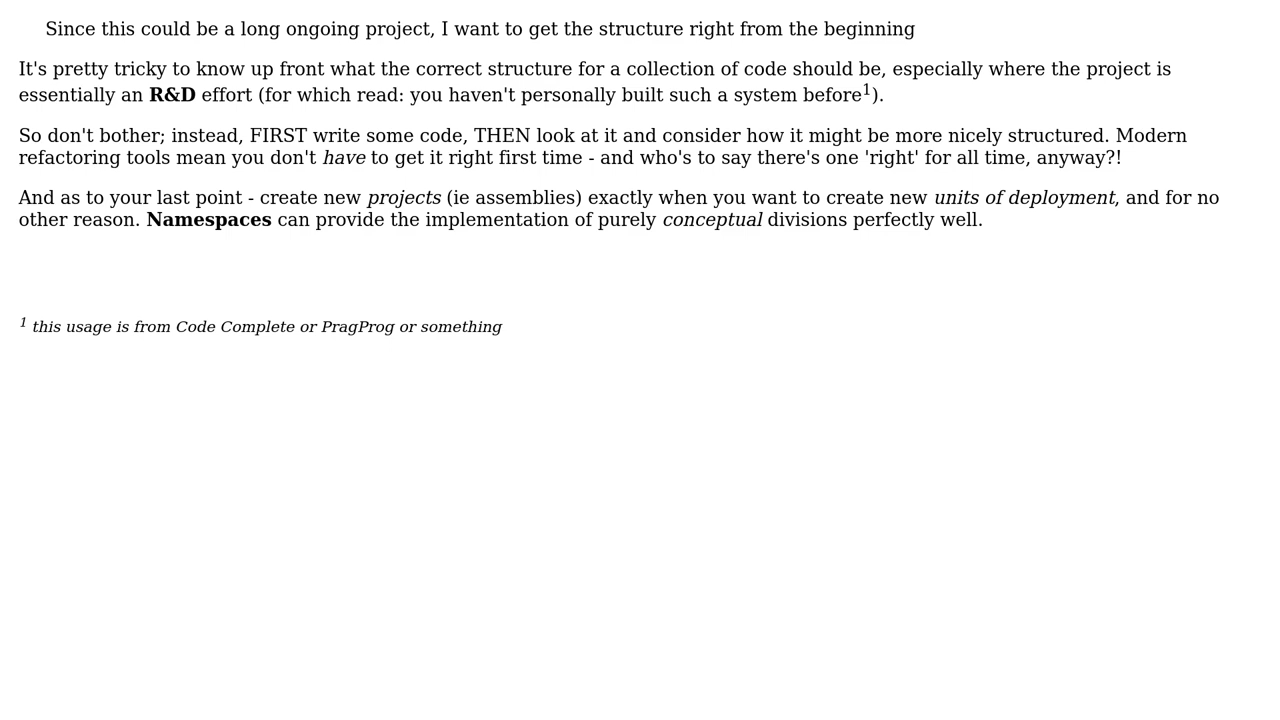 Since this could be a long ongoing project, I want to get the structure right from the beginning
It's pretty tricky to know up front what the correct structure for a collection of code should be, especially where the project is
essentially an R&D effort (for which read: you haven't personally built such a system before1).
So don't bother; instead, FIRST write some code, THEN look at it and consider how it might be more nicely structured. Modern
refactoring tools mean you don't have to get it right first time - and who's to say there's one 'right' for all time, anyway?!
And as to your last point - create new projects (ie assemblies) exactly when you want to create new units of deployment, and for no
other reason. Namespaces can provide the implementation of purely conceptual divisions perfectly well.
1 this usage is from Code Complete or PragProg or something